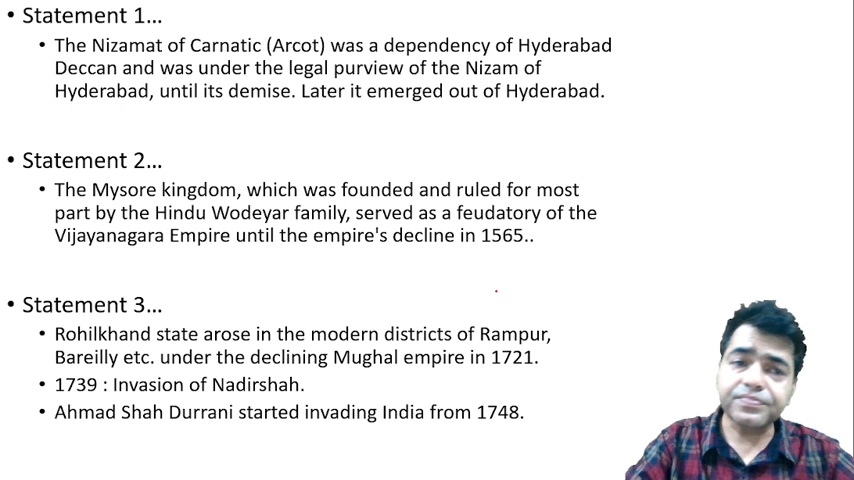 • Statement 1...
• The Nizamat of Carnatic (Arcot) was a dependency of Hyderabad
Deccan and was under the legal purview of the Nizam of
Hyderabad, until its demise. Later it emerged out of Hyderabad.
• Statement 2...
• The Mysore kingdom, which was founded and ruled for most
part by the Hindu Wodeyar family, served as a feudatory of the
Vijayanagara Empire until the empire's decline in 1565..
• Statement 3...
• Rohilkhand state arose in the modern districts of Rampur,
Bareilly etc. under the declining Mughal empire in 1721.
• 1739 : Invasion of Nadirshah.
• Ahmad Shah Durrani started invading India from 1748.